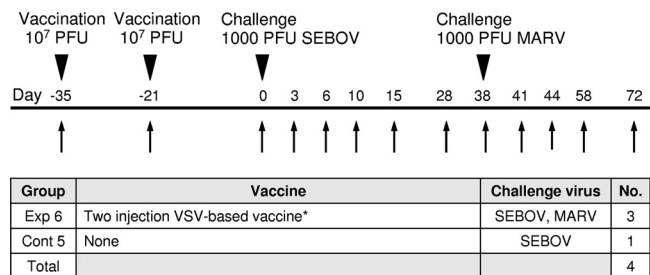 Vaccination Vaccination Challenge Challenge
10⁷ PFU 10⁷ PFU 1000 PFU SEBOV 1000 PFU MARV
Day -35 -21 0 3 6 10 15 28 38 41 44 58 72
Group Vaccine Challenge virus No.
Exp 6 Two injection VSV-based vaccine* SEBOV, MARV 3
Cont 5 None SEBOV 1
Total 4